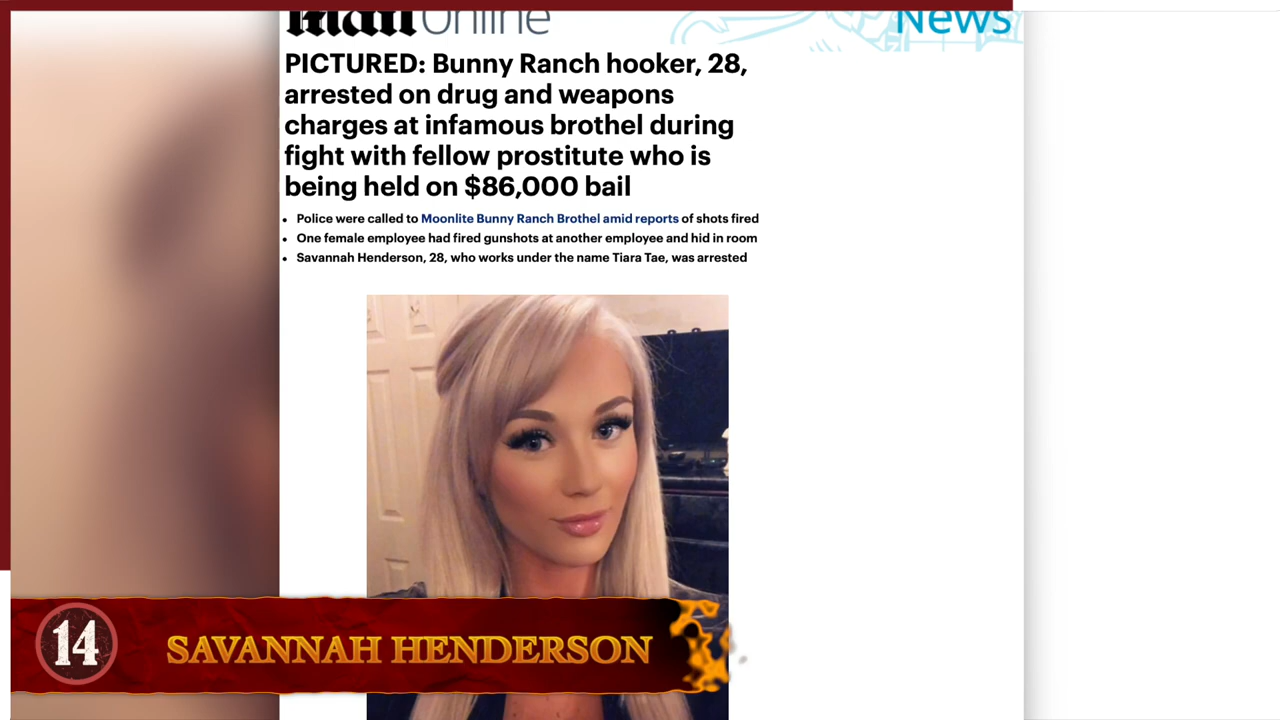 Mail Online
News
PICTURED: Bunny Ranch hooker, 28,
arrested on drug and weapons
charges at infamous brothel during
fight with fellow prostitute who is
being held on $86,000 bail
• Police were called to Moonlite Bunny Ranch Brothel amid reports of shots fired
• One female employee had fired gunshots at another employee and hid in room
• Savannah Henderson, 28, who works under the name Tiara Tae, was arrested
14
SAVANNAH HENDERSON